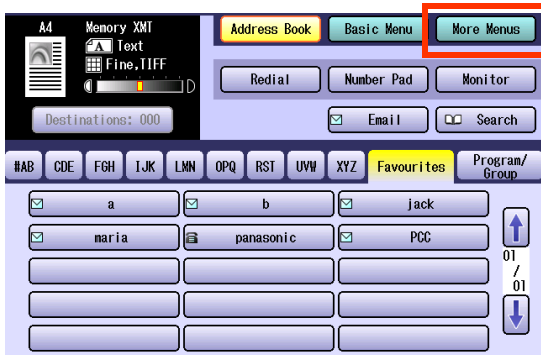 A4 Memory XMT Address Book Basic Menu More Menus
A Text
Fine,TIFF
D Redial Number Pad Monitor
Destinations: 000 Email Search
#AB CDE FGH IJK LMN OPQ RST UVW XYZ Favourites Program/
Group
a b jack
maria panasonic PCC
01
/
01